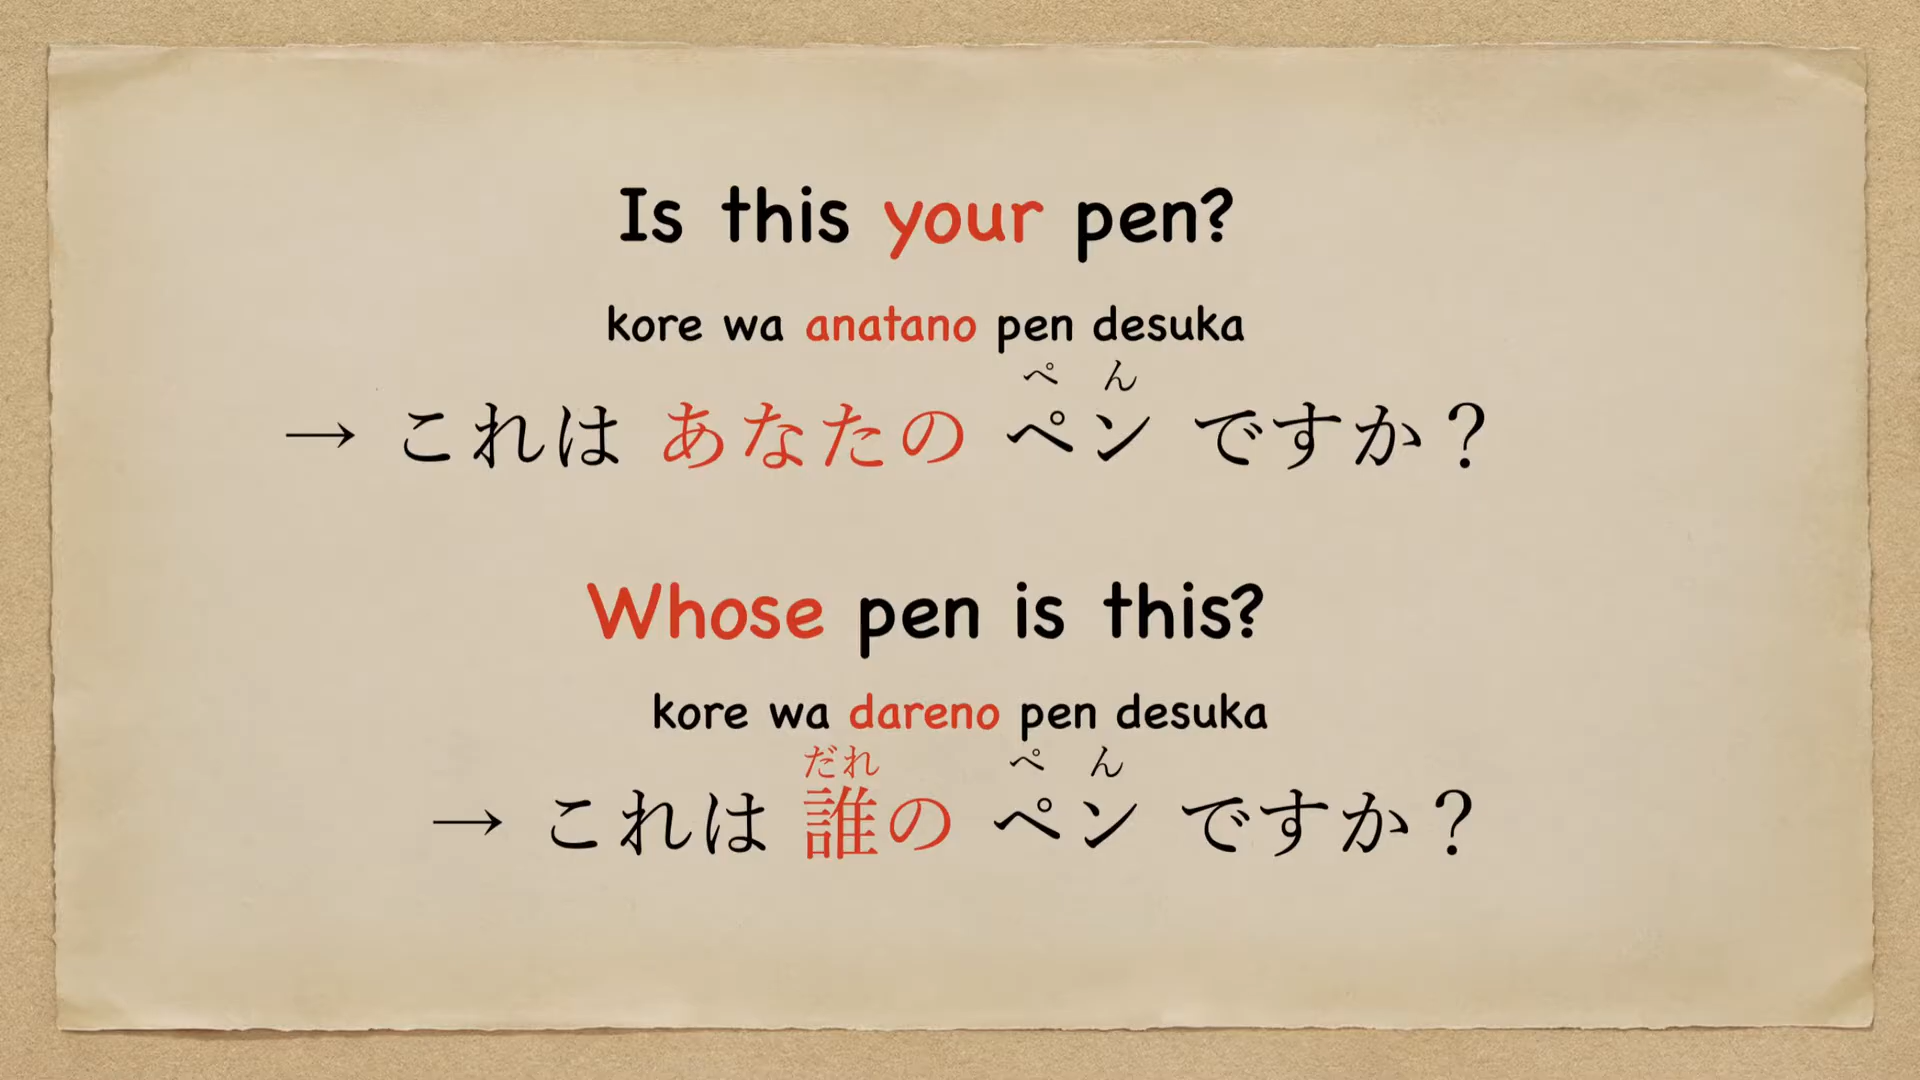 Is this your pen?
kore wa anatano pen desuka
ぺ ん
→ これは あなたの ペン ですか？
Whose pen is this?
kore wa dareno pen desuka
だれ ぺ ん
→ これは 誰の ペン ですか？